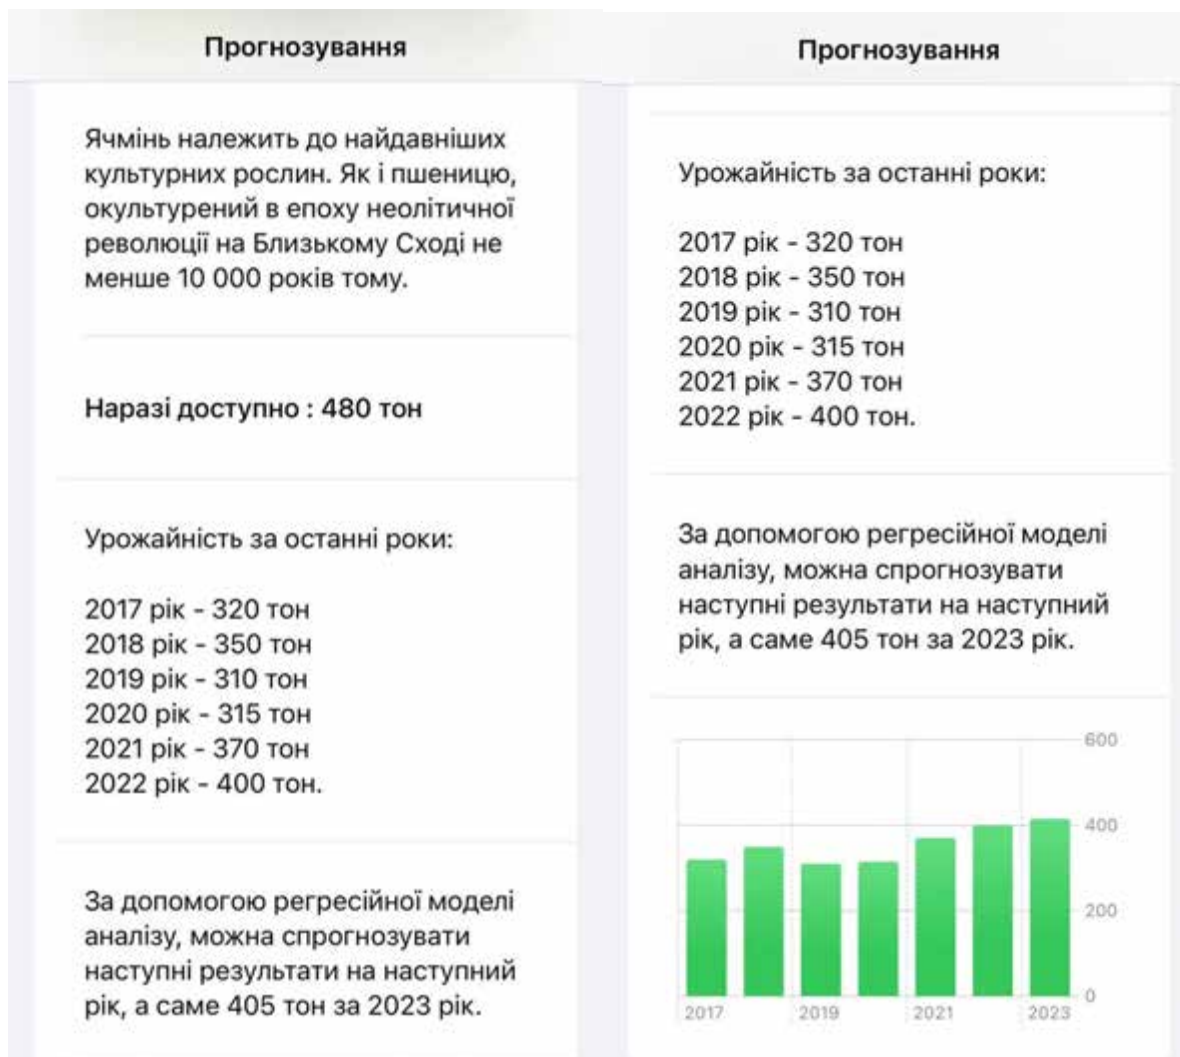 Прогнозування
Ячмінь належить до найдавніших
культурних рослин. Як і пшеницю,
окультурений в епоху неолітичної
революції на Близькому Сході не
менше 10 000 років тому.
Наразі доступно : 480 тон
Урожайність за останні роки:
2017 рік - 320 тон
2018 рік - 350 тон
2019 рік - 310 тон
2020 рік - 315 тон
2021 рік - 370 тон
2022 рік - 400 тон.
За допомогою регресійної моделі
аналізу, можна спрогнозувати
наступні результати на наступний
рік, а саме 405 тон за 2023 рік.
Прогнозування
Урожайність за останні роки:
2017 рік - 320 тон
2018 рік - 350 тон
2019 рік - 310 тон
2020 рік - 315 тон
2021 рік - 370 тон
2022 рік - 400 тон.
За допомогою регресійної моделі
аналізу, можна спрогнозувати
наступні результати на наступний
рік, а саме 405 тон за 2023 рік.
600
400
200
0
2017 2019 2021 2023